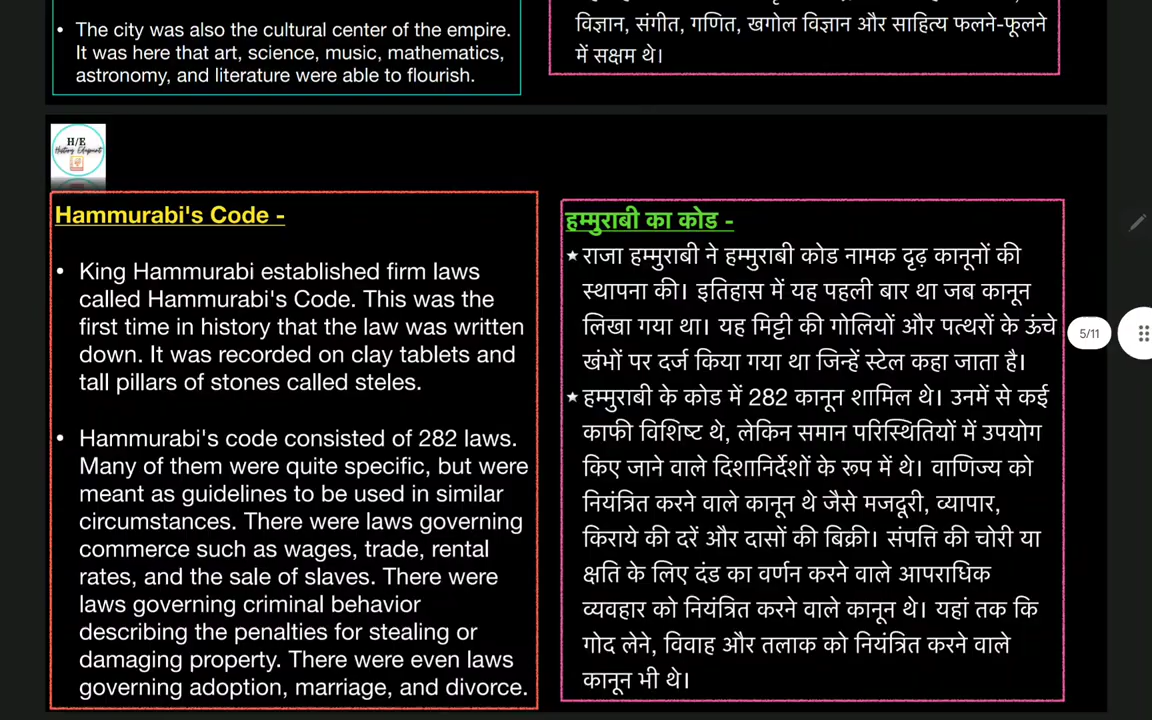 • The city was also the cultural center of the empire.
It was here that art, science, music, mathematics,
astronomy, and literature were able to flourish.
विज्ञान, संगीत, गणित, खगोल विज्ञान और साहित्य फलने-फूलने
में सक्षम थे।
H/E
Hammurabi's Code -
• King Hammurabi established firm laws
called Hammurabi's Code. This was the
first time in history that the law was written
down. It was recorded on clay tablets and
tall pillars of stones called steles.
• Hammurabi's code consisted of 282 laws.
Many of them were quite specific, but were
meant as guidelines to be used in similar
circumstances. There were laws governing
commerce such as wages, trade, rental
rates, and the sale of slaves. There were
laws governing criminal behavior
describing the penalties for stealing or
damaging property. There were even laws
governing adoption, marriage, and divorce.
हम्मुराबी का कोड -
★ राजा हम्मुराबी ने हम्मुराबी कोड नामक दृढ़ कानूनों की
स्थापना की। इतिहास में यह पहली बार था जब कानून
लिखा गया था। यह मिट्टी की गोलियों और पत्थरों के ऊंचे
खंभों पर दर्ज किया गया था जिन्हें स्टेल कहा जाता है।
★ हम्मुराबी के कोड में 282 कानून शामिल थे। उनमें से कई
काफी विशिष्ट थे, लेकिन समान परिस्थितियों में उपयोग
किए जाने वाले दिशानिर्देशों के रूप में थे। वाणिज्य को
नियंत्रित करने वाले कानून थे जैसे मजदूरी, व्यापार,
किराये की दरें और दासों की बिक्री। संपत्ति की चोरी या
क्षति के लिए दंड का वर्णन करने वाले आपराधिक
व्यवहार को नियंत्रित करने वाले कानून थे। यहां तक कि
गोद लेने, विवाह और तलाक को नियंत्रित करने वाले
कानून भी थे।
5/11